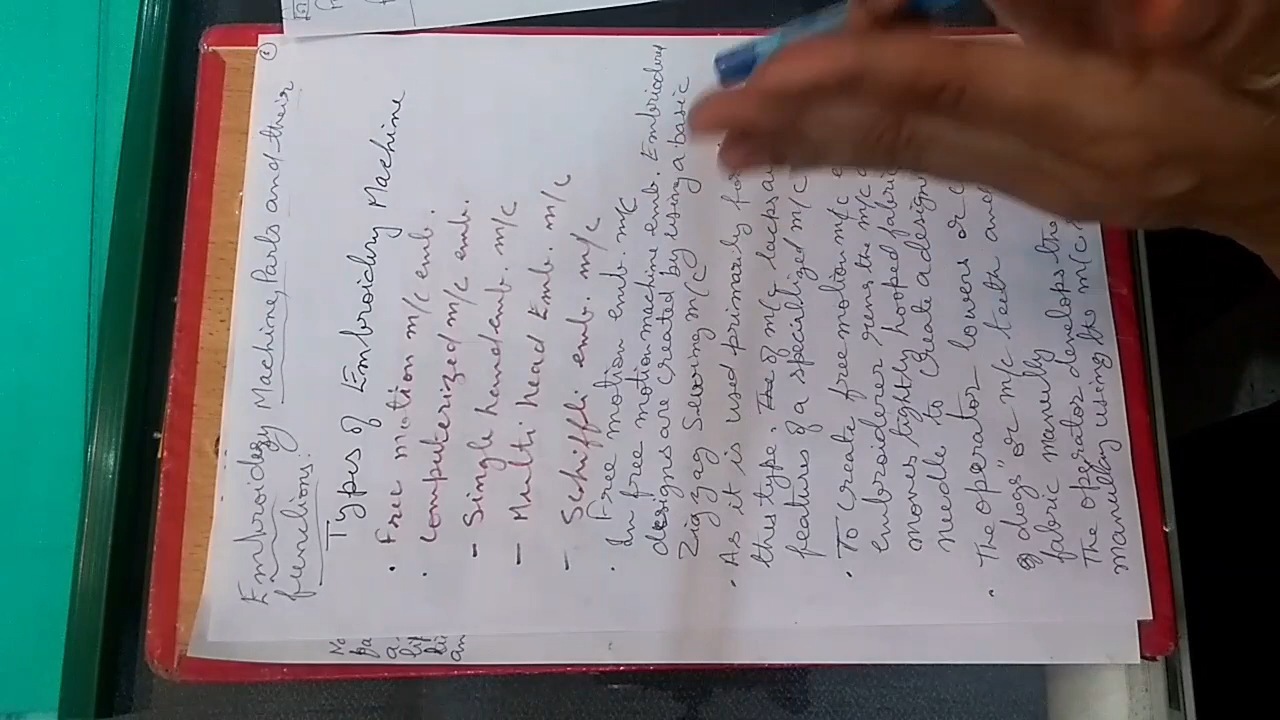 Embroidery Machine, Parts and their
functions.
Types of Embroidery Machine
• Free motion m/c emb.
• Computerized m/c emb.
- Single head emb. m/c
- Multi head Emb. m/c
- Schiffli emb. m/c
• Free motion emb. m/c
In free motion machine emb. Embriodery
designs are created by using a basic
Zigzag Sewing m/c
• As it is used primarily for
this type. The of m/c lacks
features of a specialized m/c
• To create free motion m/c
embroiderer runs the m/c
moves tightly hooped fabric
needle to create a design
• The operator lowers or
g dogs" or m/c teeth and
fabric manually
The operator develops the
manually using the m/c